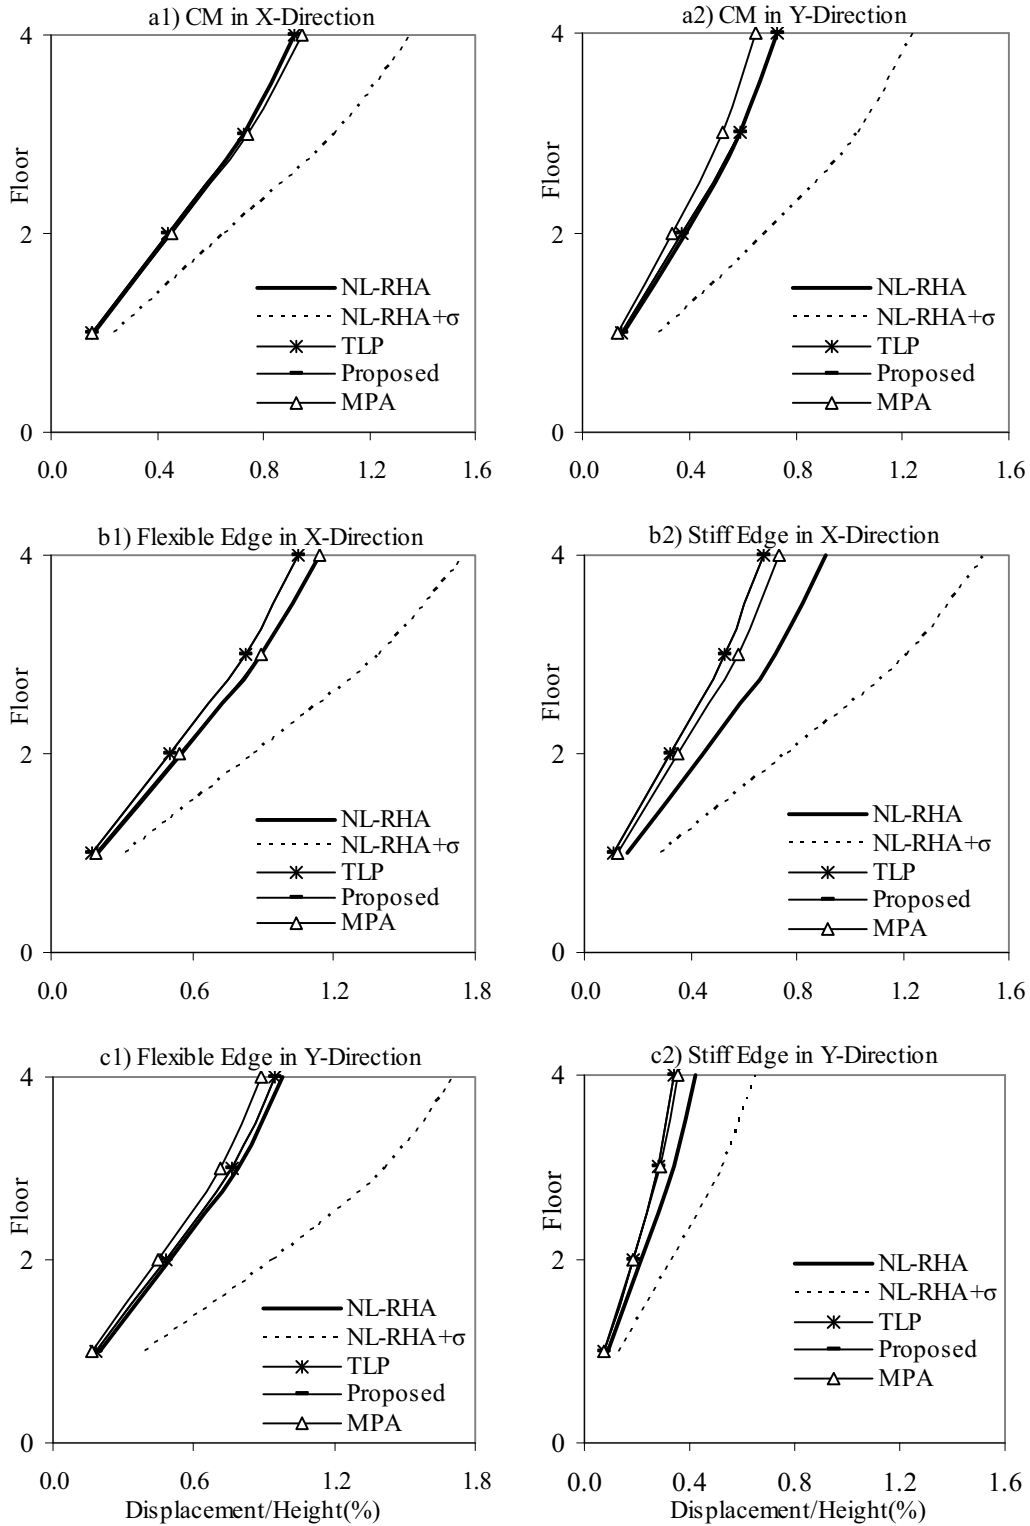 a1) CM in X-Direction
4
2
0
Floor
NL-RHA
NL-RHA+σ
TLP
Proposed
MPA
0.0 0.4 0.8 1.2 1.6
a2) CM in Y-Direction
4
2
0
Floor
NL-RHA
NL-RHA+σ
TLP
Proposed
MPA
0.0 0.4 0.8 1.2 1.6
b1) Flexible Edge in X-Direction
4
2
0
Floor
NL-RHA
NL-RHA+σ
TLP
Proposed
MPA
0.0 0.6 1.2 1.8
b2) Stiff Edge in X-Direction
4
2
0
Floor
NL-RHA
NL-RHA+σ
TLP
Proposed
MPA
0.0 0.4 0.8 1.2 1.6
c1) Flexible Edge in Y-Direction
4
2
0
Floor
NL-RHA
NL-RHA+σ
TLP
Proposed
MPA
0.0 0.6 1.2 1.8
Displacement/Height(%)
c2) Stiff Edge in Y-Direction
4
2
0
Floor
NL-RHA
NL-RHA+σ
TLP
Proposed
MPA
0.0 0.4 0.8 1.2 1.6
Displacement/Height(%)